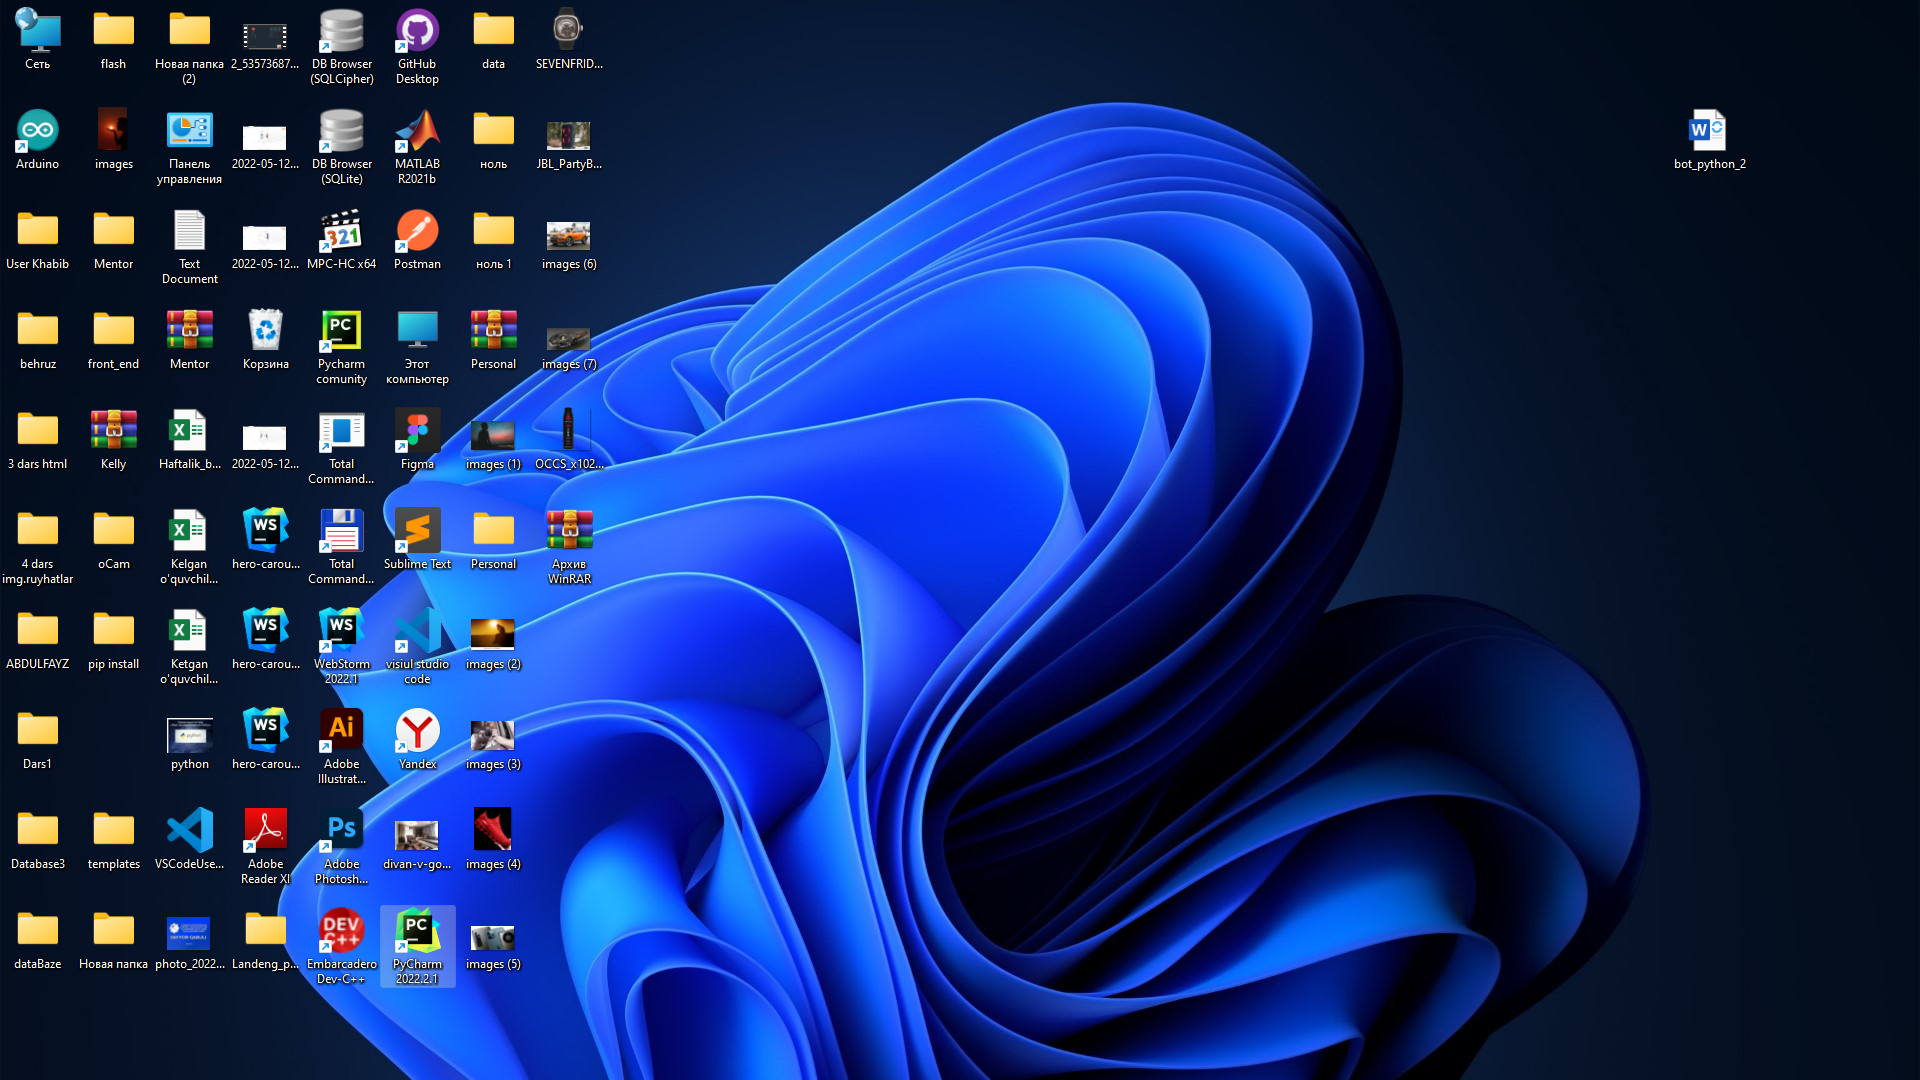 Сеть
flash
Новая папка
(2)
2_53573687...
DB Browser
(SQLCipher)
GitHub
Desktop
data
SEVENFRID...
Arduino
images
Панель
управления
2022-05-12...
DB Browser
(SQLite)
MATLAB
R2021b
ноль
JBL_PartyB...
bot_python_2
User Khabib
Mentor
Text
Document
2022-05-12...
MPC-HC x64
Postman
ноль 1
images (6)
behruz
front_end
Mentor
Корзина
Pycharm
comunity
Этот
компьютер
Personal
images (7)
3 dars html
Kelly
Haftalik_b...
2022-05-12...
Total
Command...
Figma
images (1)
OCCS_x102...
4 dars
img.ruyhatlar
oCam
Kelgan
o'quvchil...
hero-carou...
Total
Command...
Sublime Text
Personal
Архив
WinRAR
ABDULFAYZ
pip install
Ketgan
o'quvchil...
hero-carou...
WebStorm
2022.1
visiul studio
code
images (2)
Dars1
python
hero-carou...
Adobe
Illustrat...
Yandex
images (3)
Database3
templates
VSCodeUse...
Adobe
Reader XI
Adobe
Photosh...
divan-v-go...
images (4)
dataBaze
Новая папка
photo_2022...
Landeng_p...
Embarcadero
Dev-C++
PyCharm
2022.2.1
images (5)